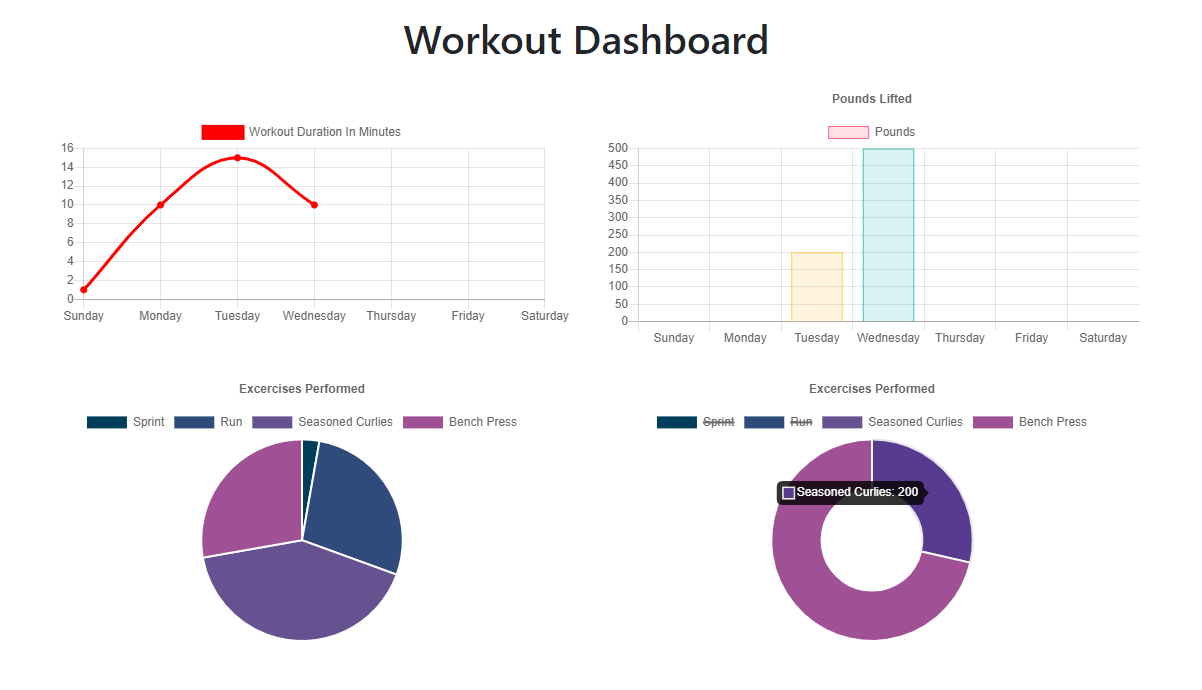 Workout Dashboard
Workout Duration In Minutes
16
14
12
10
8
6
4
2
0
Sunday Monday Tuesday Wednesday Thursday Friday Saturday
Pounds Lifted
Pounds
500
450
400
350
300
250
200
150
100
50
0
Sunday Monday Tuesday Wednesday Thursday Friday Saturday
Excercises Performed
Sprint Run Seasoned Curlies Bench Press
Excercises Performed
Sprint Run Seasoned Curlies Bench Press
Seasoned Curlies: 200